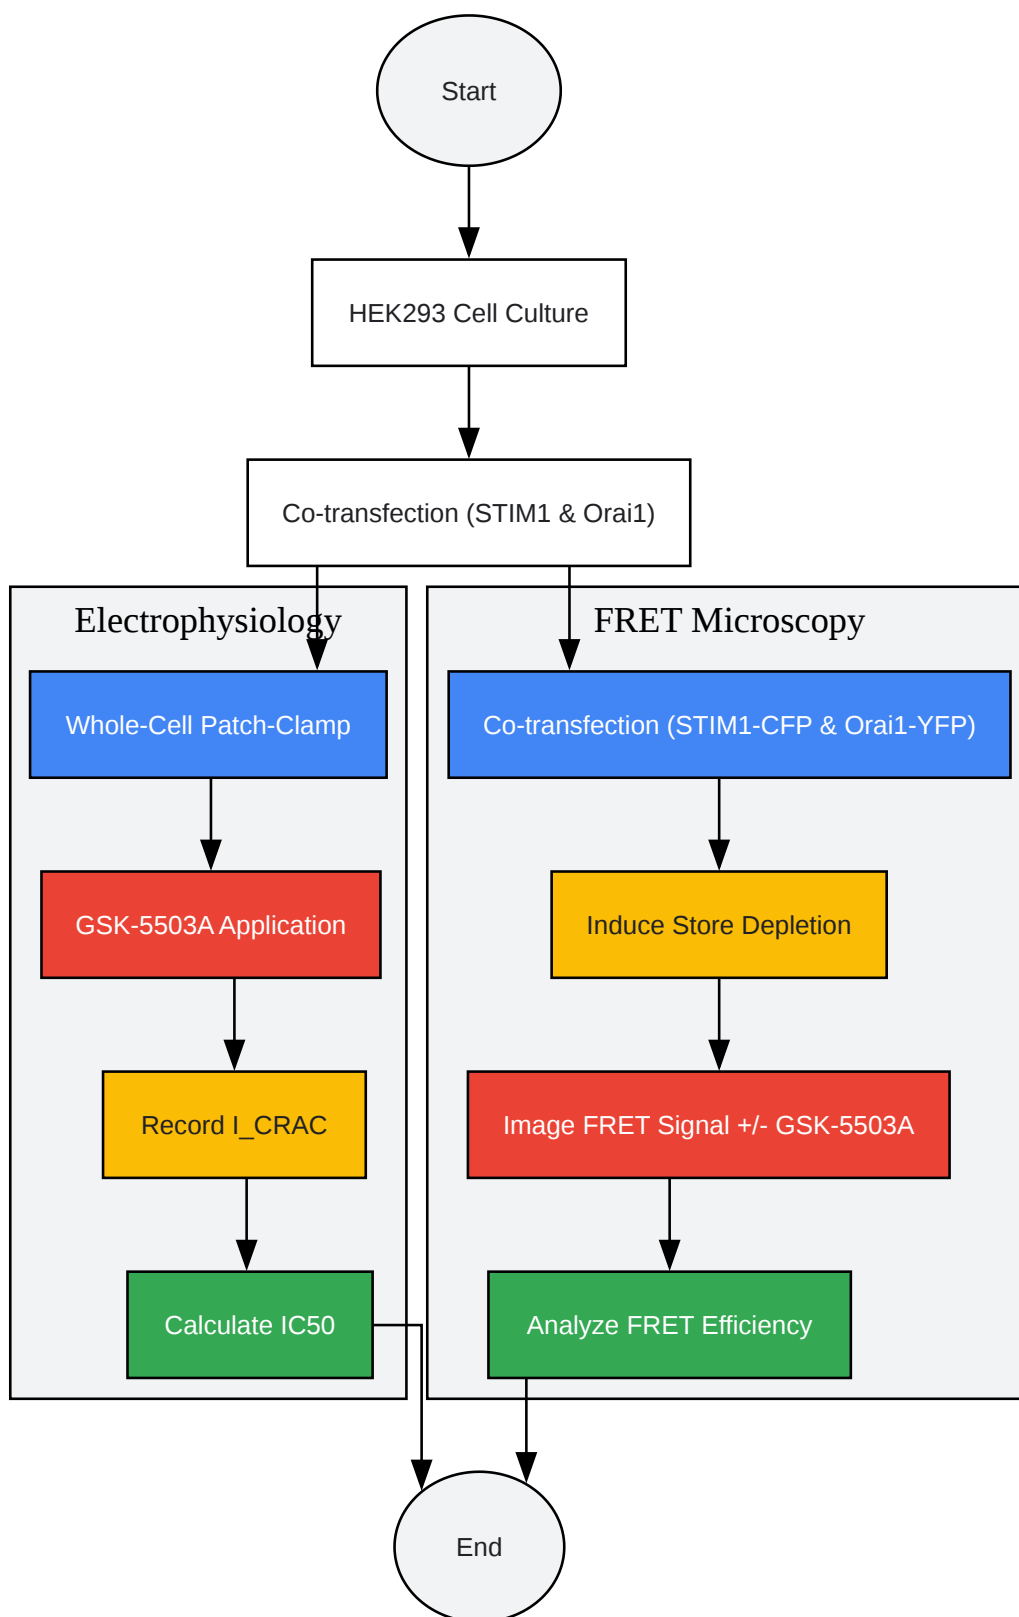 Start
HEK293 Cell Culture
Co-transfection (STIM1 & Orai1)
Electrophysiology
Whole-Cell Patch-Clamp
GSK-5503A Application
Record I_CRAC
Calculate IC50
FRET Microscopy
Co-transfection (STIM1-CFP & Orai1-YFP)
Induce Store Depletion
Image FRET Signal +/- GSK-5503A
Analyze FRET Efficiency
End